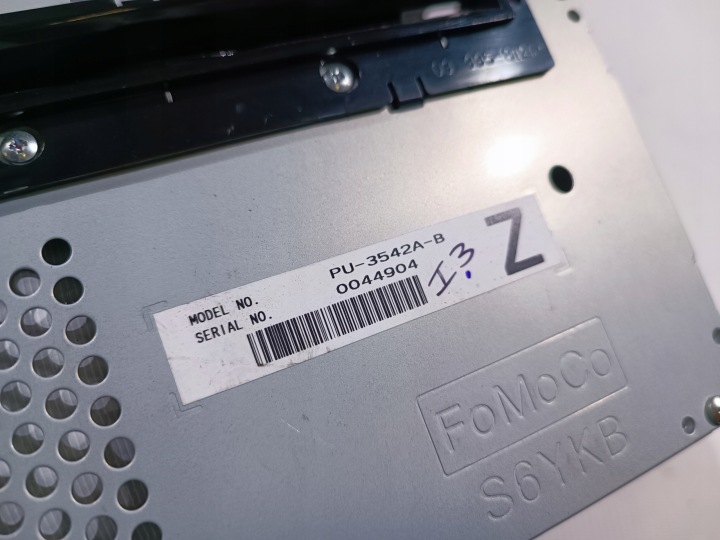 MODEL NO. PU-3542A-B
SERIAL NO. 0044904
I.3
Z
FoMoCo
S6YKB